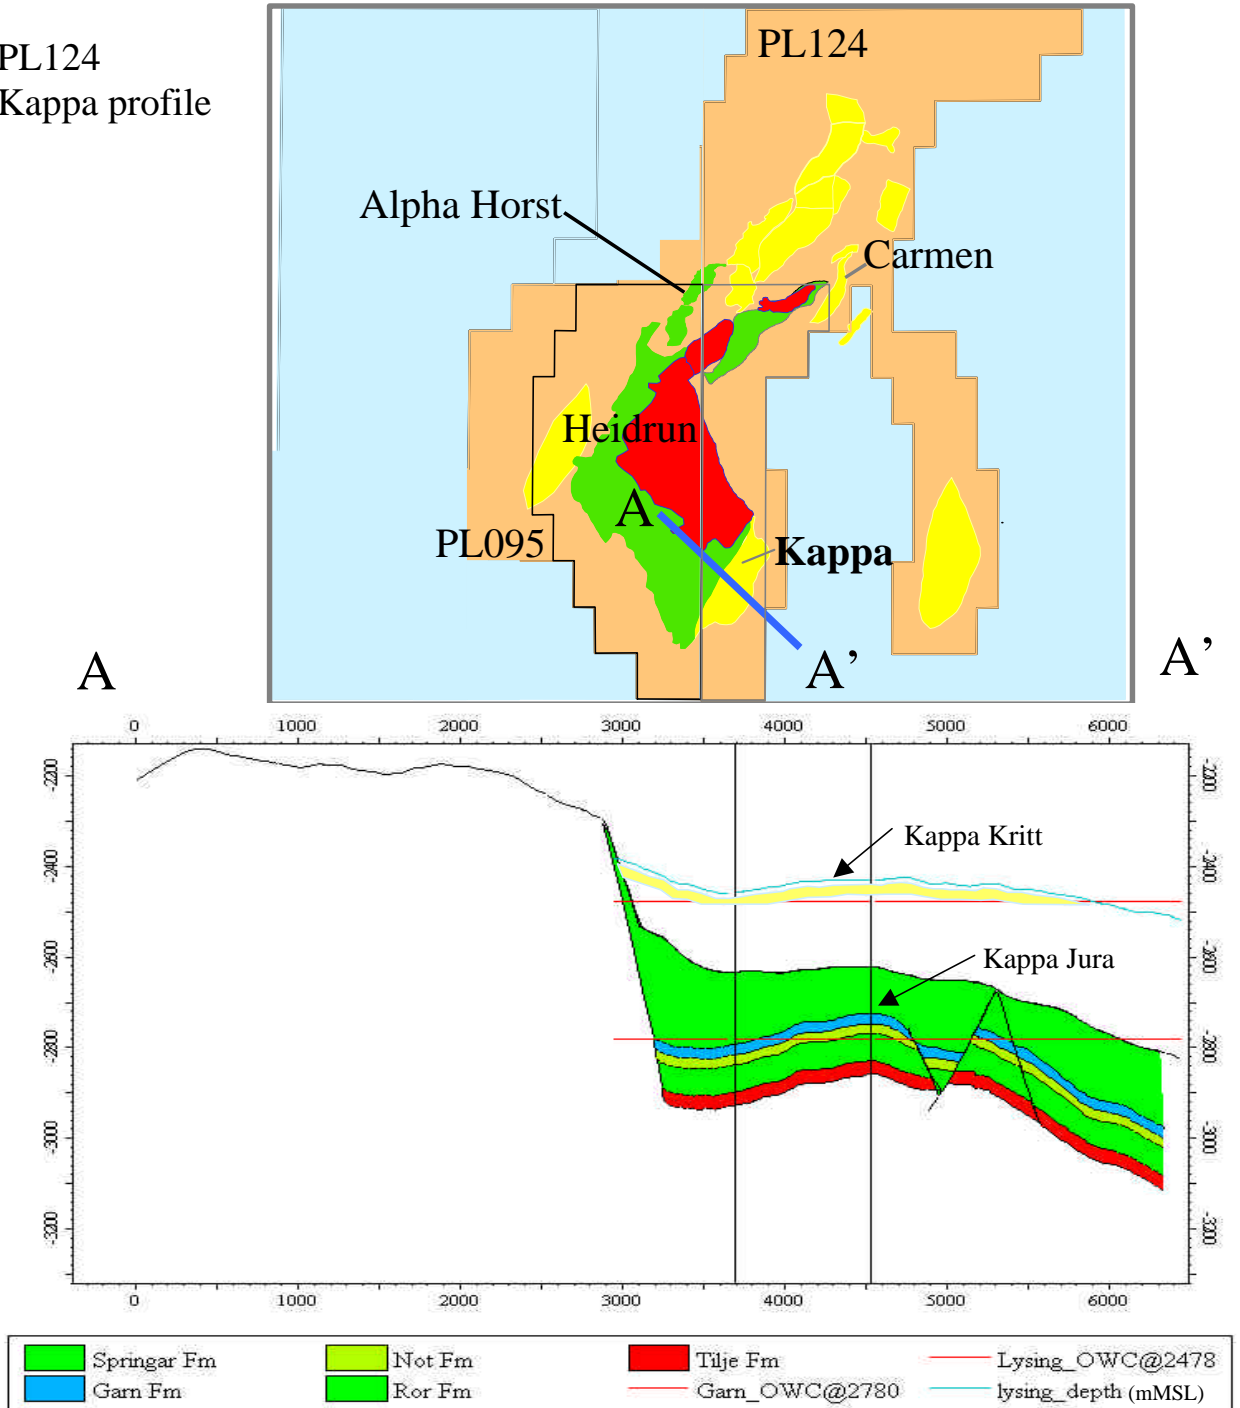 PL124
Kappa profile
PL124
Alpha Horst
Carmen
Heidrun
A
PL095
Kappa
A’
A
A’
0 1000 2000 3000 4000 5000 6000
-2200 -2200
Kappa Kritt
-2400 -2400
Kappa Jura
-2600 -2600
-2800 -2800
-3000 -3000
-3200 -3200
0 1000 2000 3000 4000 5000 6000
Springar Fm Not Fm Tilje Fm Lysing_OWC@2478
Garn Fm Ror Fm Garn_OWC@2780 lysing_depth (mMSL)